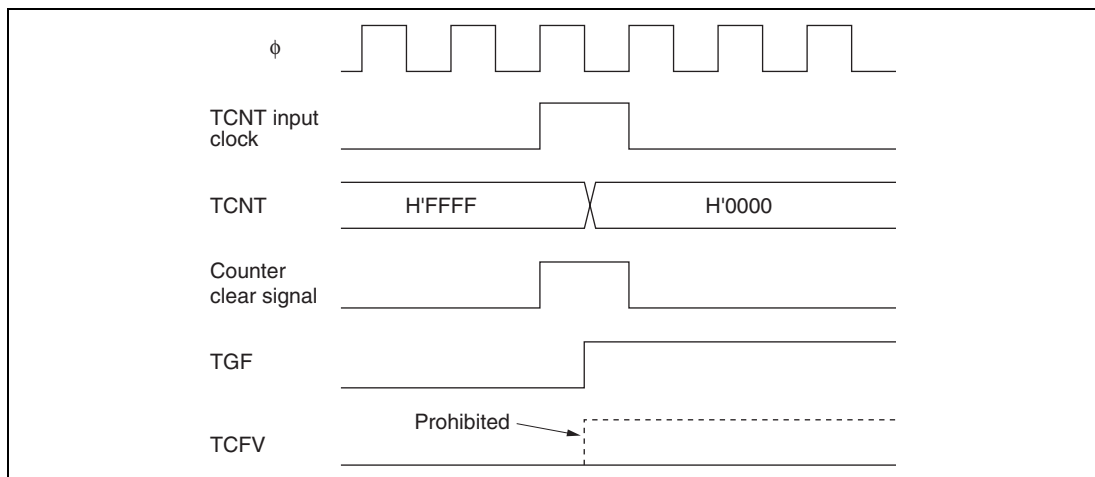 ϕ
TCNT input
clock
TCNT
H'FFFF
H'0000
Counter
clear signal
TGF
Prohibited
TCFV